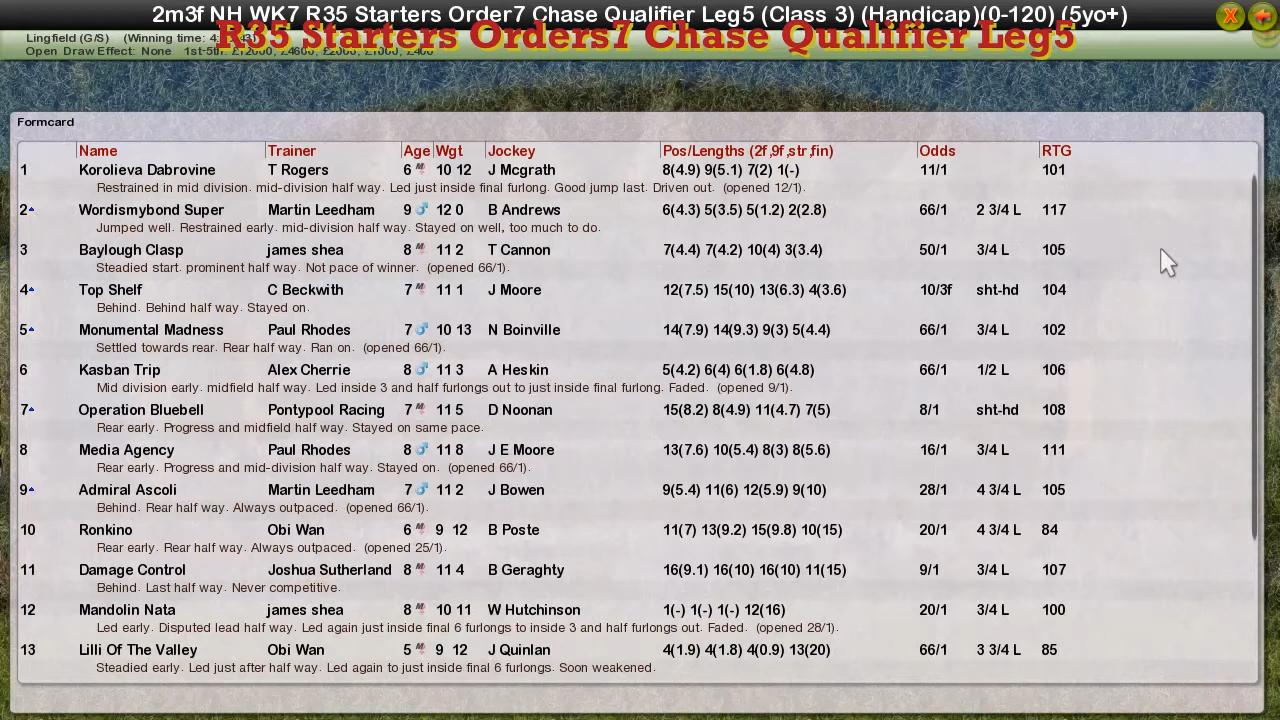 2m3f NH WK7 R35 Starters Order7 Chase Qualifier Leg5 (Class 3) (Handicap)(0-120) (5yo+)
R35 Starters Orders7 Chase Qualifier Leg5
Lingfield (G/S) (Winning time:
Open Draw Effect: None 1st-5th: £12000, £4600, £2000, £1000, £400
Formcard
Name Trainer Age Wgt Jockey Pos/Lengths (2f,9f,str,fin) Odds RTG
1 Korolieva Dabrovine T Rogers 6 10 12 J Mcgrath 8(4.9) 9(5.1) 7(2) 1(-) 11/1 101
Restrained in mid division. mid-division half way. Led just inside final furlong. Good jump last. Driven out. (opened 12/1).
2 Wordismybond Super Martin Leedham 9 12 0 B Andrews 6(4.3) 5(3.5) 5(1.2) 2(2.8) 66/1 2 3/4 L 117
Jumped well. Restrained early. mid-division half way. Stayed on well, too much to do.
3 Baylough Clasp james shea 8 11 2 T Cannon 7(4.4) 7(4.2) 10(4) 3(3.4) 50/1 3/4 L 105
Steadied start. prominent half way. Not pace of winner. (opened 66/1).
4 Top Shelf C Beckwith 7 11 1 J Moore 12(7.5) 15(10) 13(6.3) 4(3.6) 10/3f sht-hd 104
Behind. Behind half way. Stayed on.
5 Monumental Madness Paul Rhodes 7 10 13 N Boinville 14(7.9) 14(9.3) 9(3) 5(4.4) 66/1 3/4 L 102
Settled towards rear. Rear half way. Ran on. (opened 66/1).
6 Kasban Trip Alex Cherrie 8 11 3 A Heskin 5(4.2) 6(4) 6(1.8) 6(4.8) 66/1 1/2 L 106
Mid division early. midfield half way. Led inside 3 and half furlongs out to just inside final furlong. Faded. (opened 9/1).
7 Operation Bluebell Pontypool Racing 7 11 5 D Noonan 15(8.2) 8(4.9) 11(4.7) 7(5) 8/1 sht-hd 108
Rear early. Progress and midfield half way. Stayed on same pace.
8 Media Agency Paul Rhodes 8 11 8 J E Moore 13(7.6) 10(5.4) 8(3) 8(5.6) 16/1 3/4 L 111
Rear early. Progress and mid-division half way. Stayed on. (opened 66/1).
9 Admiral Ascoli Martin Leedham 7 11 2 J Bowen 9(5.4) 11(6) 12(5.9) 9(10) 28/1 4 3/4 L 105
Behind. Rear half way. Always outpaced. (opened 66/1).
10 Ronkino Obi Wan 6 9 12 B Poste 11(7) 13(9.2) 15(9.8) 10(15) 20/1 4 3/4 L 84
Rear early. Rear half way. Always outpaced. (opened 25/1).
11 Damage Control Joshua Sutherland 8 11 4 B Geraghty 16(9.1) 16(10) 16(10) 11(15) 9/1 3/4 L 107
Behind. Last half way. Never competitive.
12 Mandolin Nata james shea 8 10 11 W Hutchinson 1(-) 1(-) 1(-) 12(16) 20/1 3/4 L 100
Led early. Disputed lead half way. Led again just inside final 6 furlongs to inside 3 and half furlongs out. Faded. (opened 28/1).
13 Lilli Of The Valley Obi Wan 5 9 12 J Quinlan 4(1.9) 4(1.8) 4(0.9) 13(20) 66/1 3 3/4 L 85
Steadied early. Led just after half way. Led again to just inside final 6 furlongs. Soon weakened.